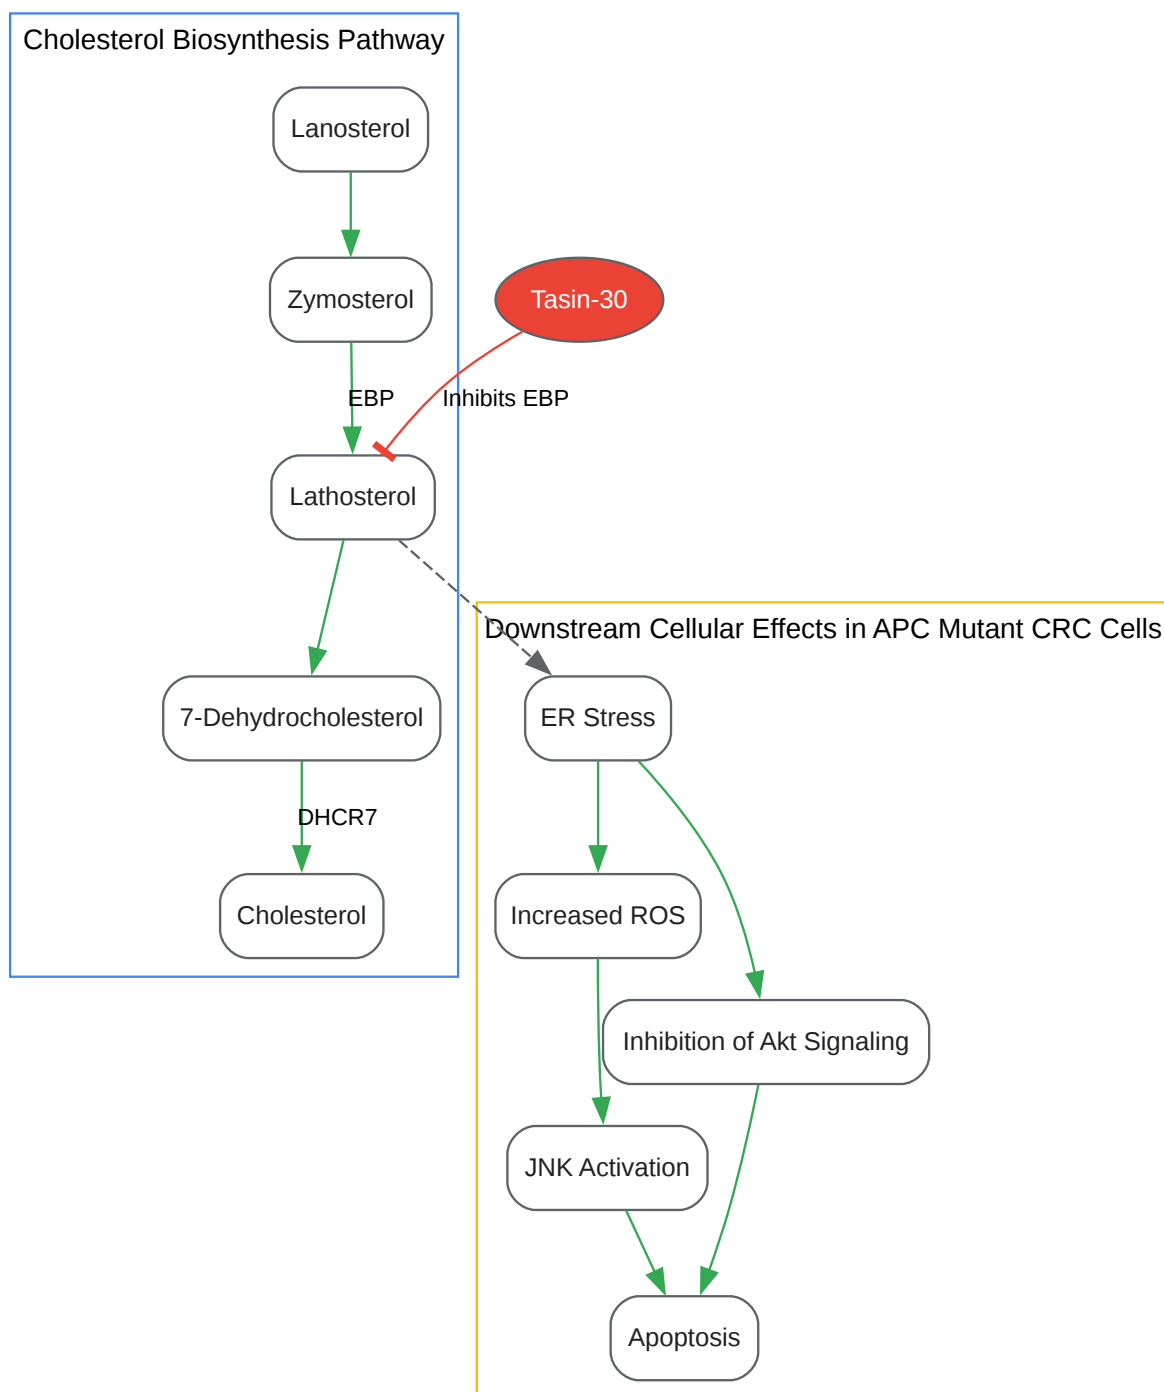 Cholesterol Biosynthesis Pathway
Lanosterol
Zymosterol
Tasin-30
EBP
Inhibits EBP
Lathosterol
Downstream Cellular Effects in APC Mutant CRC Cells
7-Dehydrocholesterol
ER Stress
DHCR7
Cholesterol
Increased ROS
Inhibition of Akt Signaling
JNK Activation
Apoptosis